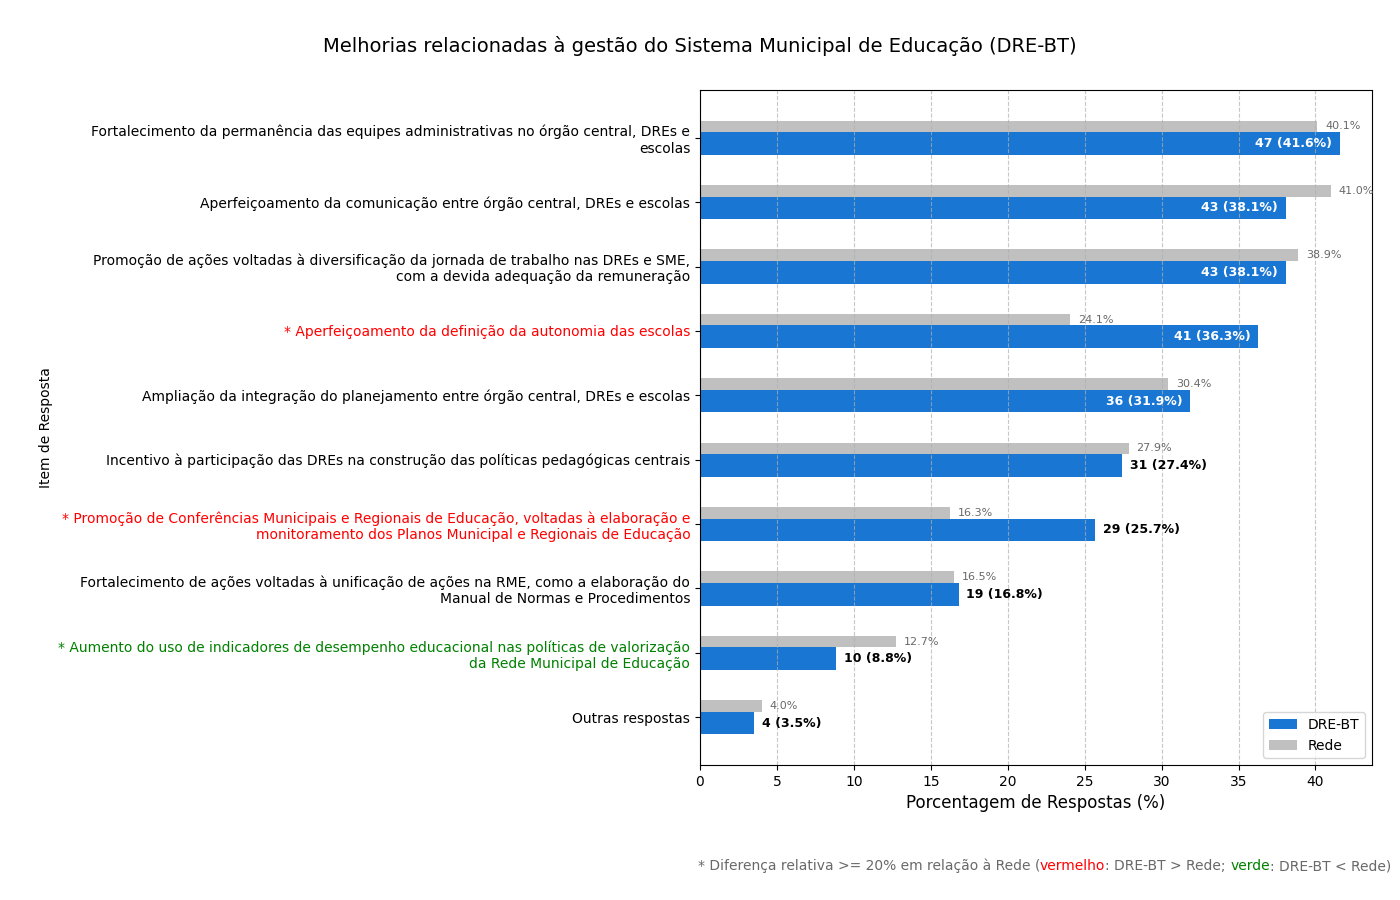 Melhorias relacionadas à gestão do Sistema Municipal de Educação (DRE-BT)
Fortalecimento da permanência das equipes administrativas no órgão central, DREs e
escolas
40.1%
47 (41.6%)
Aperfeiçoamento da comunicação entre órgão central, DREs e escolas
41.0%
43 (38.1%)
Promoção de ações voltadas à diversificação da jornada de trabalho nas DREs e SME,
com a devida adequação da remuneração
38.9%
43 (38.1%)
* Aperfeiçoamento da definição da autonomia das escolas
24.1%
41 (36.3%)
Ampliação da integração do planejamento entre órgão central, DREs e escolas
30.4%
36 (31.9%)
Incentivo à participação das DREs na construção das políticas pedagógicas centrais
27.9%
31 (27.4%)
* Promoção de Conferências Municipais e Regionais de Educação, voltadas à elaboração e
monitoramento dos Planos Municipal e Regionais de Educação
16.3%
29 (25.7%)
Fortalecimento de ações voltadas à unificação de ações na RME, como a elaboração do
Manual de Normas e Procedimentos
16.5%
19 (16.8%)
* Aumento do uso de indicadores de desempenho educacional nas políticas de valorização
da Rede Municipal de Educação
12.7%
10 (8.8%)
Outras respostas
4.0%
4 (3.5%)
Item de Resposta
DRE-BT
Rede
0 5 10 15 20 25 30 35 40
Porcentagem de Respostas (%)
* Diferença relativa >= 20% em relação à Rede (vermelho: DRE-BT > Rede; verde: DRE-BT < Rede)